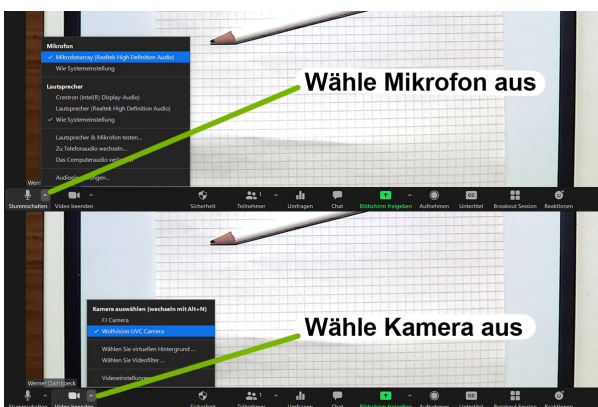 Mikrofon
✓ Mikrofonarray (Realtek High Definition Audio)
Wie Systemeinstellung
Lautsprecher
Crestron (Intel(R) Display-Audio)
Lautsprecher (Realtek High Definition Audio)
✓ Wie Systemeinstellung
Lautsprecher & Mikrofon testen...
Zu Telefonaudio wechseln...
Das Computeraudio
Wähle Mikrofon aus
Stummschalten Video beenden Sicherheit Teilnehmer 1 Umfragen Chat Bildschirm freigeben Aufnehmen Untertitel Breakout Session Reaktionen
Kamera auswählen (wechseln mit Alt+N)
FJ Camera
✓ Wolfvision UVC Camera
Wählen Sie virtuellen Hintergrund ...
Wählen Sie Videofilter ...
Wähle Kamera aus
Werner